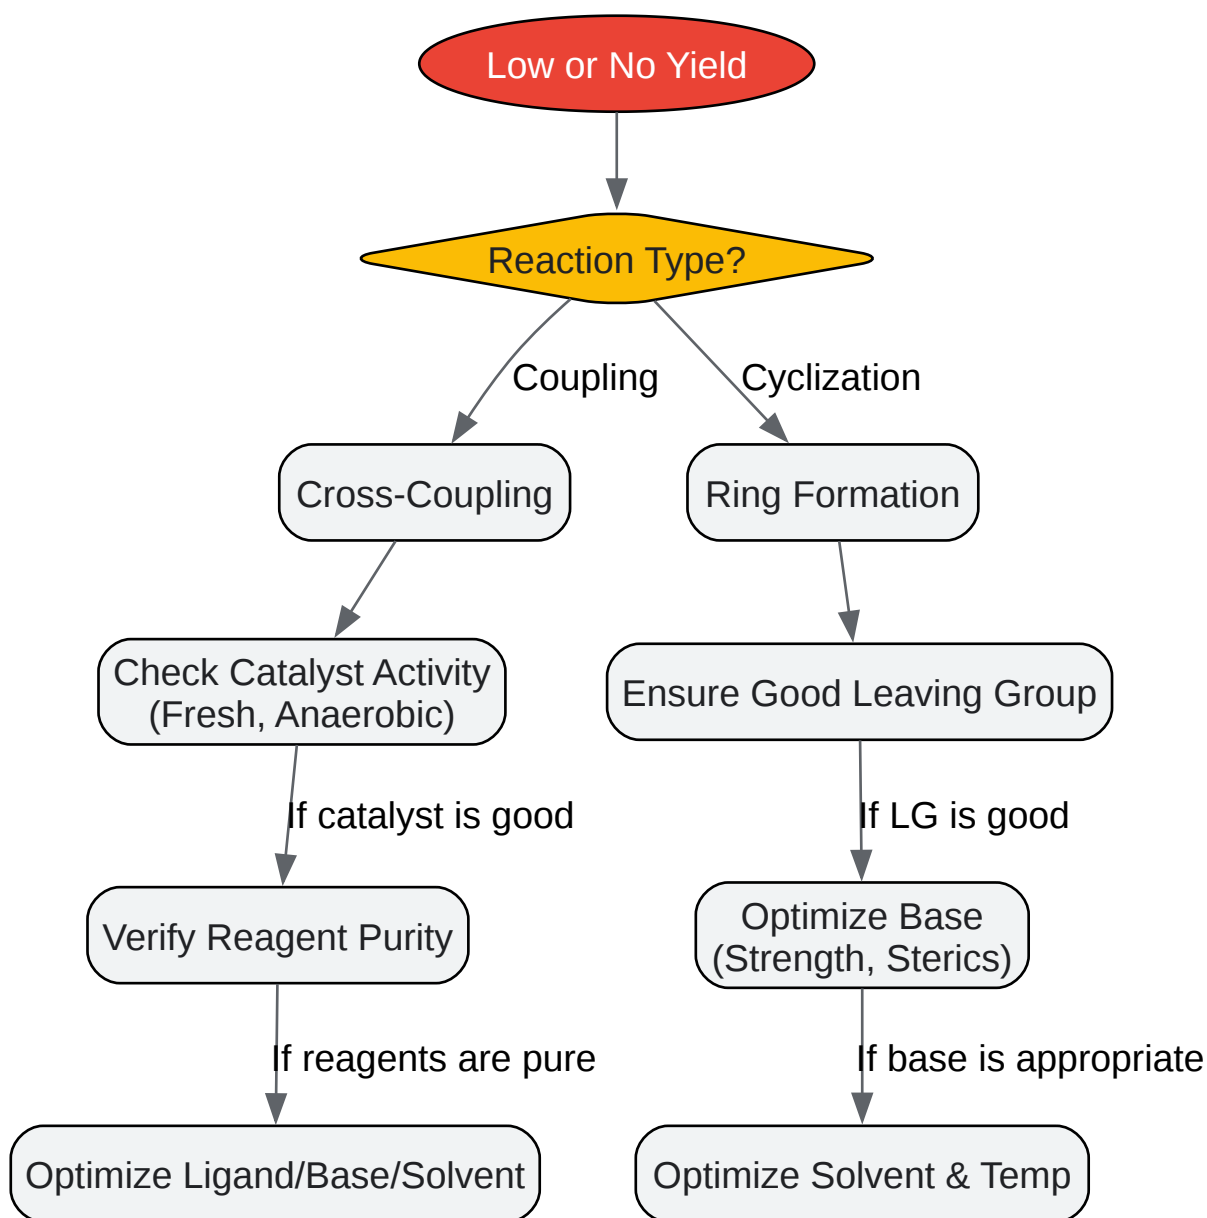 Low or No Yield
Reaction Type?
Coupling
Cyclization
Cross-Coupling
Ring Formation
Check Catalyst Activity
(Fresh, Anaerobic)
Ensure Good Leaving Group
If catalyst is good
If LG is good
Verify Reagent Purity
Optimize Base
(Strength, Sterics)
If reagents are pure
If base is appropriate
Optimize Ligand/Base/Solvent
Optimize Solvent & Temp